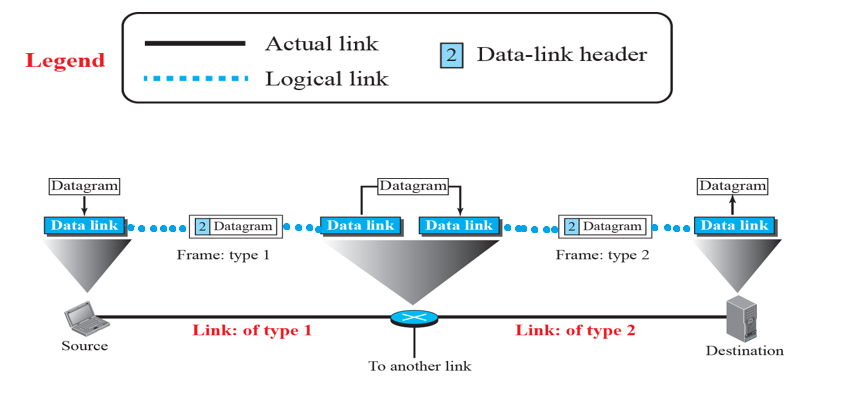 Legend
Actual link
Logical link
2 Data-link header
Datagram
Datagram
Datagram
Data link
2 Datagram
Data link
Data link
2 Datagram
Data link
Frame: type 1
Frame: type 2
Link: of type 1
Link: of type 2
Source
Destination
To another link